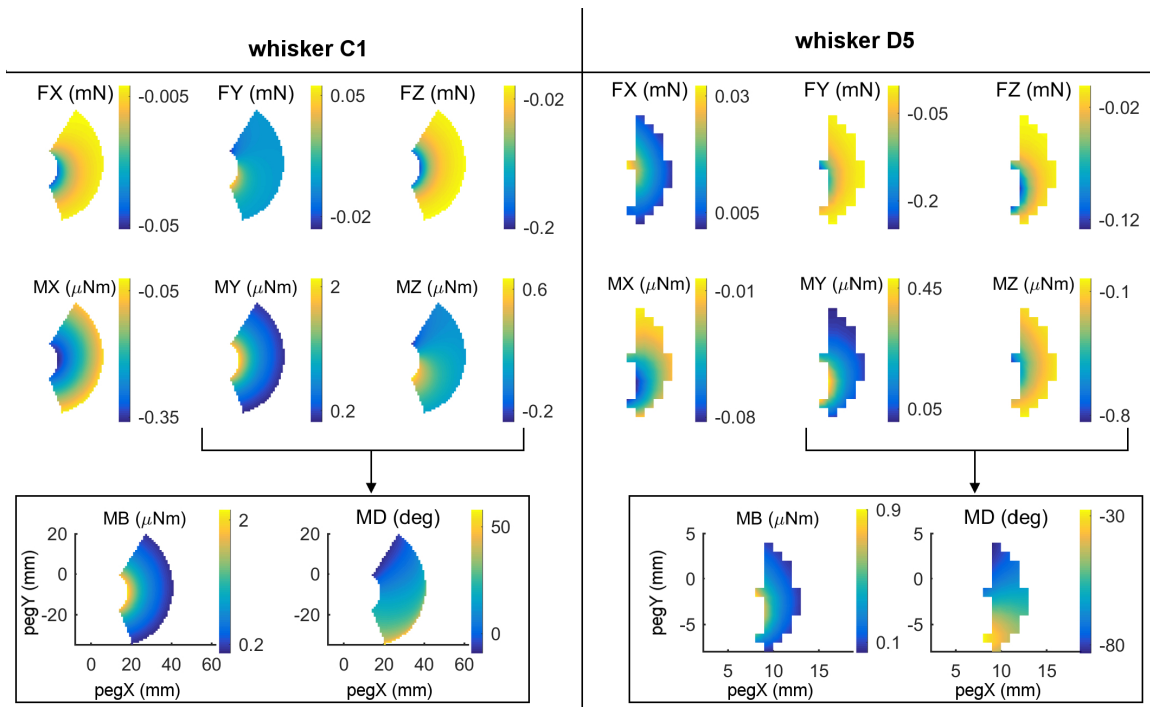 whisker C1
whisker D5
FX (mN)
-0.005
-0.05
FY (mN)
0.05
-0.02
FZ (mN)
-0.02
-0.2
FX (mN)
0.03
0.005
FY (mN)
-0.05
-0.2
FZ (mN)
-0.02
-0.12
MX (μNm)
-0.05
-0.35
MY (μNm)
2
0.2
MZ (μNm)
0.6
-0.2
MX (μNm)
-0.01
-0.08
MY (μNm)
0.45
0.05
MZ (μNm)
-0.1
-0.8
MB (μNm)
2
0.2
20
0
-20
pegY (mm)
0 20 40 60
pegX (mm)
MD (deg)
50
0
20
0
-20
0 20 40 60
pegX (mm)
MB (μNm)
0.9
0.1
5
0
-5
pegY (mm)
5 10 15
pegX (mm)
MD (deg)
-30
-80
5
0
-5
5 10 15
pegX (mm)